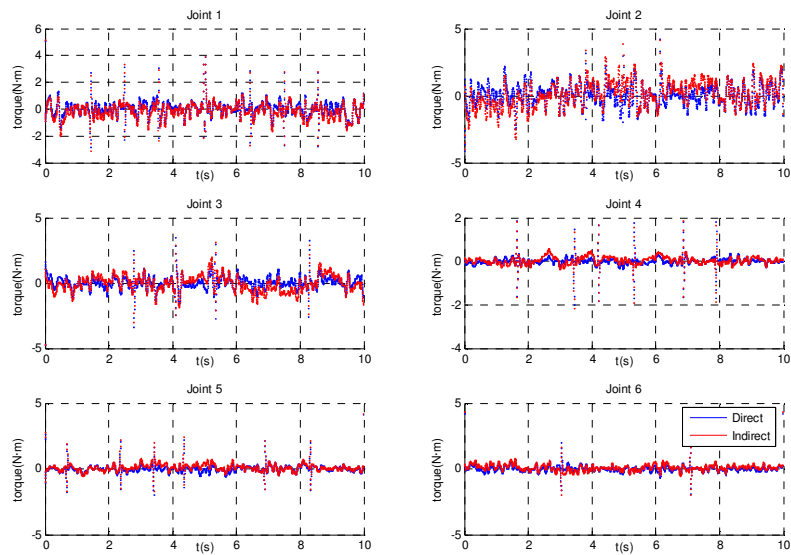 Joint 1
Joint 2
torque(N·m)
6
4
2
0
-2
-4
0 2 4 6 8 10
t(s)
torque(N·m)
5
0
-5
0 2 4 6 8 10
t(s)
Joint 3
Joint 4
torque(N·m)
5
0
-5
0 2 4 6 8 10
t(s)
torque(N·m)
2
0
-2
-4
0 2 4 6 8 10
t(s)
Joint 5
Joint 6
torque(N·m)
5
0
-5
0 2 4 6 8 10
t(s)
torque(N·m)
5
0
-5
0 2 4 6 8 10
t(s)
Direct
Indirect